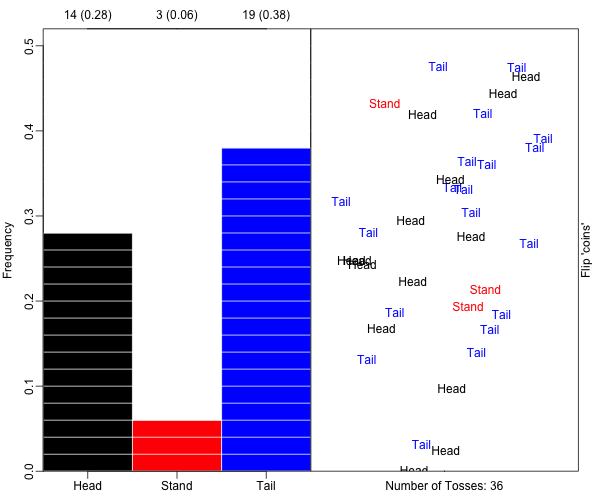 14 (0.28) 3 (0.06) 19 (0.38)
Frequency
0.5
0.4
0.3
0.2
0.1
0.0
Head Stand Tail
Tail
Tail
Head
Head
Stand
Head
Tail
Tail
Tail
Tail
Tail
Head
Tail
Tail
Tail
Tail
Head
Tail
Head
Tail
Head
Head
Head
Head
Stand
Stand
Tail
Tail
Head
Tail
Tail
Tail
Head
Tail
Head
Head
Number of Tosses: 36
Flip 'coins'